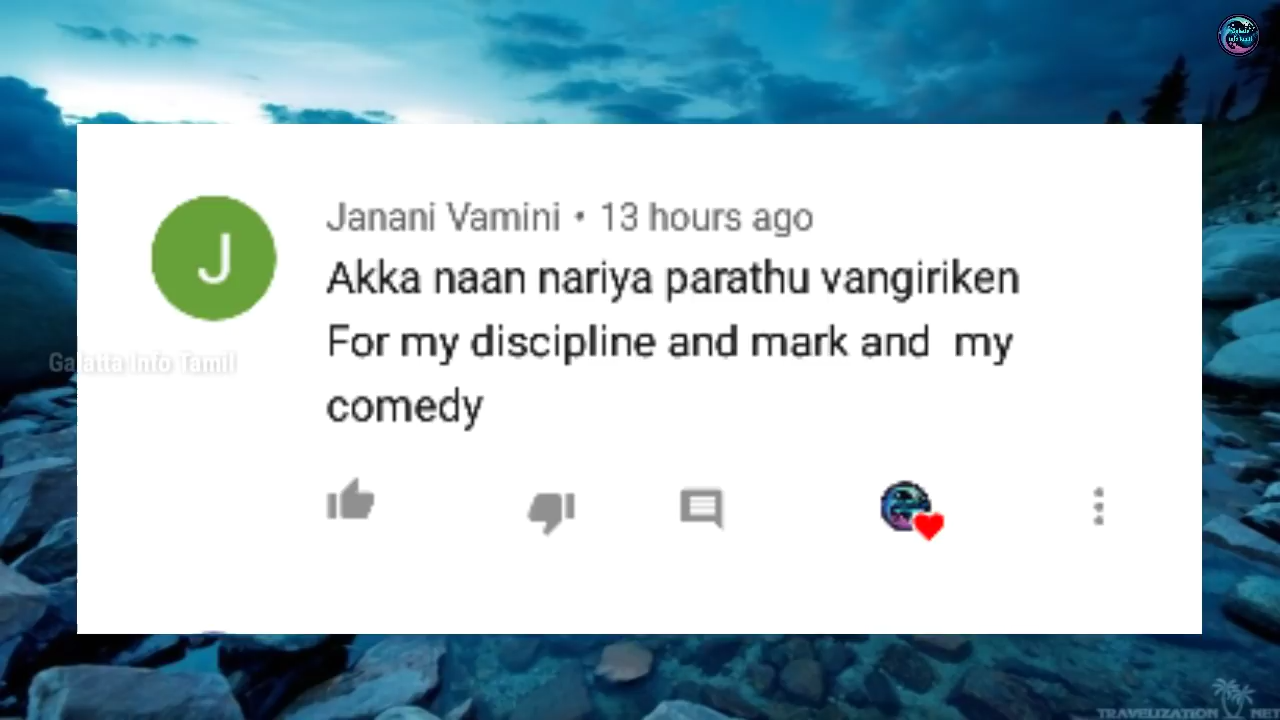 Janani Vamini • 13 hours ago
Akka naan nariya parathu vangiriken
For my discipline and mark and my
comedy
Galatta Info Tamil
J
TRAVELIZATION NET